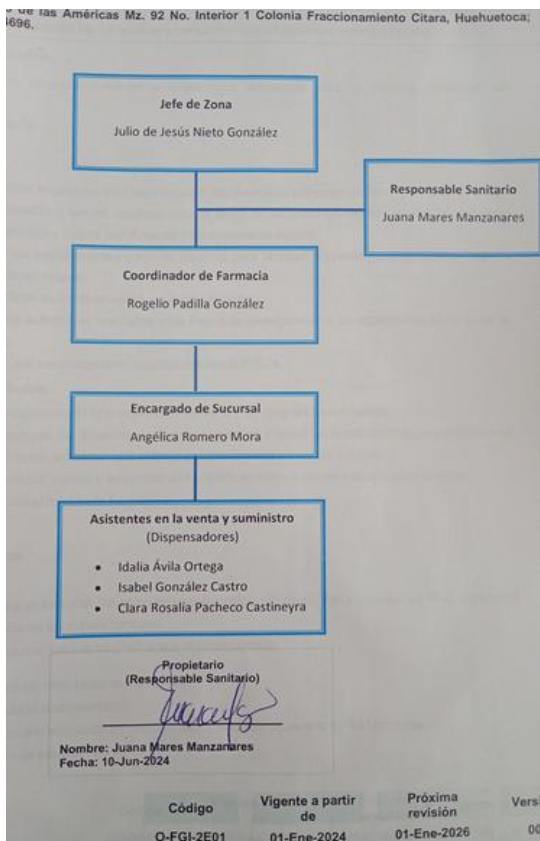 de las Américas Mz. 92 No. Interior 1 Colonia Fraccionamiento Citara, Huehuetoca;
Jefe de Zona
Julio de Jesús Nieto González
Responsable Sanitario
Juana Mares Manzanares
Coordinador de Farmacia
Rogelio Padilla González
Encargado de Sucursal
Angélica Romero Mora
Asistentes en la venta y suministro
(Dispensadores)
• Idalia Ávila Ortega
• Isabel González Castro
• Clara Rosalía Pacheco Castineyra
Propietario
(Responsable Sanitario)
Nombre: Juana Mares Manzanares
Fecha: 10-Jun-2024
Código Vigente a partir de Próxima revisión
O-FGI-2E01 01-Ene-2024 01-Ene-2026